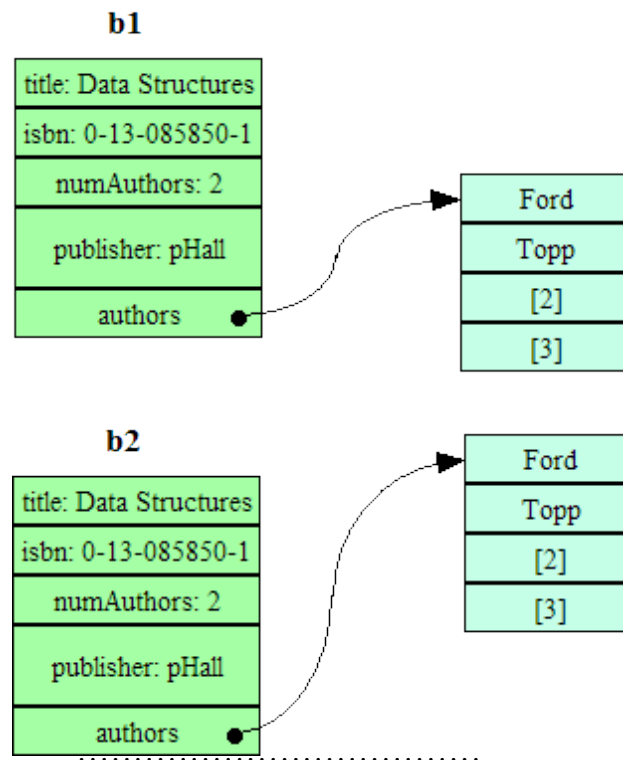 b1
title: Data Structures
isbn: 0-13-085850-1
numAuthors: 2
publisher: pHall
authors
Ford
Topp
[2]
[3]
b2
title: Data Structures
isbn: 0-13-085850-1
numAuthors: 2
publisher: pHall
authors
Ford
Topp
[2]
[3]